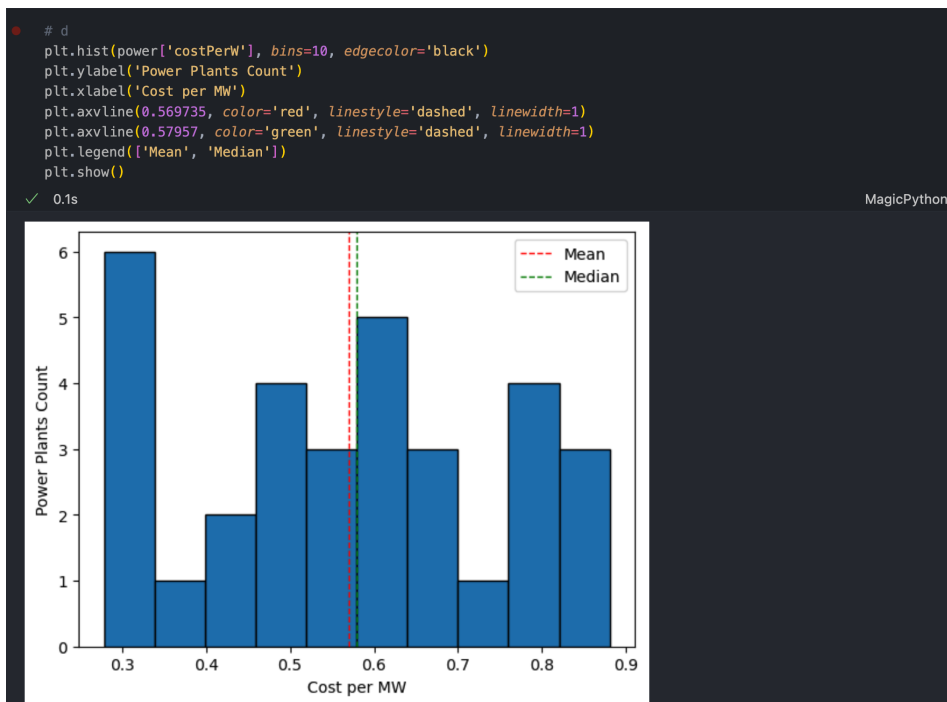 # d
plt.hist(power['costPerW'], bins=10, edgecolor='black')
plt.ylabel('Power Plants Count')
plt.xlabel('Cost per MW')
plt.axvline(0.569735, color='red', linestyle='dashed', linewidth=1)
plt.axvline(0.57957, color='green', linestyle='dashed', linewidth=1)
plt.legend(['Mean', 'Median'])
plt.show()
0.1s
MagicPython
Mean
Median
6
5
4
3
2
1
0
Power Plants Count
0.3 0.4 0.5 0.6 0.7 0.8 0.9
Cost per MW